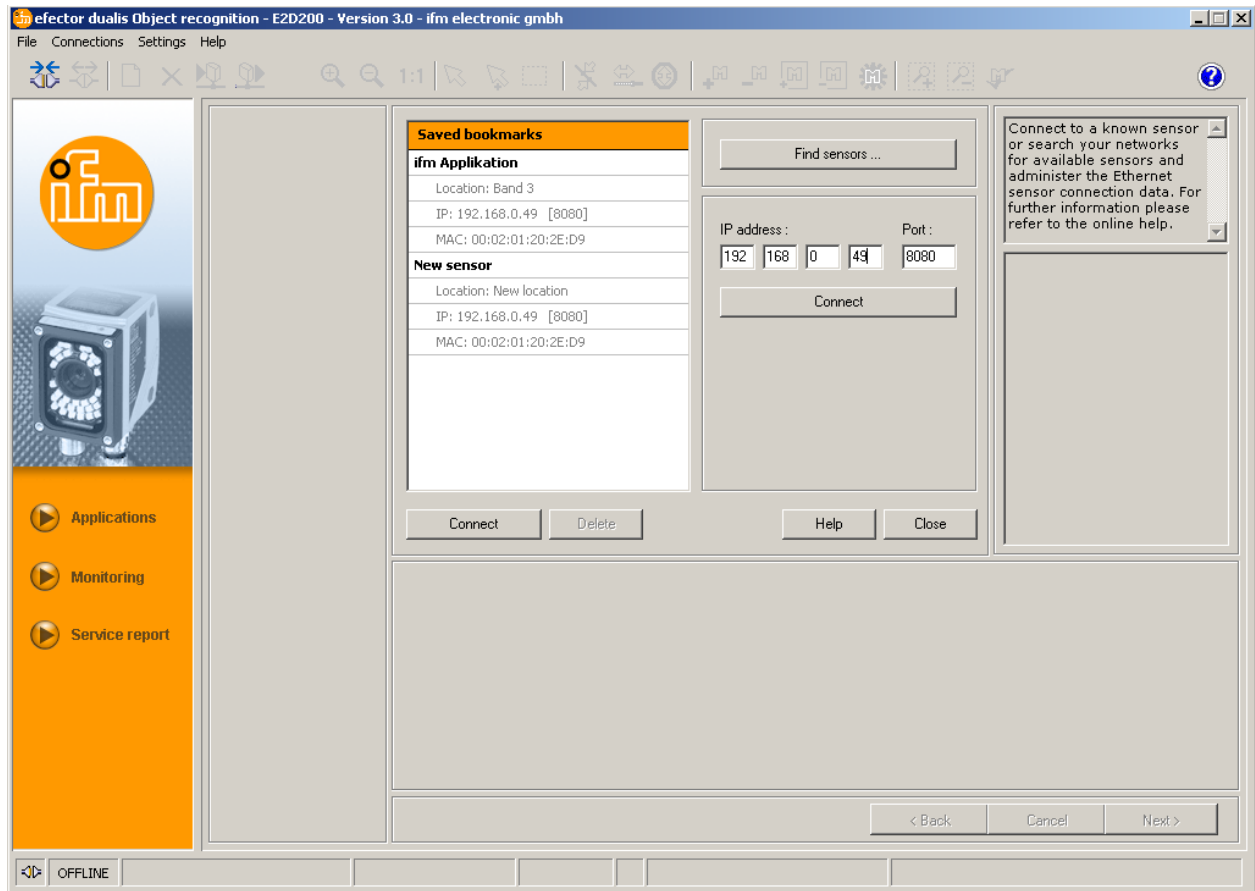 efector dualis Object recognition - E2D200 - Version 3.0 - ifm electronic gmbh
File Connections Settings Help
1:1
ifm
Saved bookmarks
ifm Applikation
Location: Band 3
IP: 192.168.0.49 [8080]
MAC: 00:02:01:20:2E:D9
New sensor
Location: New location
IP: 192.168.0.49 [8080]
MAC: 00:02:01:20:2E:D9
Connect Delete
Find sensors ...
IP address : Port :
192 168 0 49 8080
Connect
Help Close
Connect to a known sensor
or search your networks
for available sensors and
administer the Ethernet
sensor connection data. For
further information please
refer to the online help.
Applications
Monitoring
Service report
< Back Cancel Next >
OFFLINE